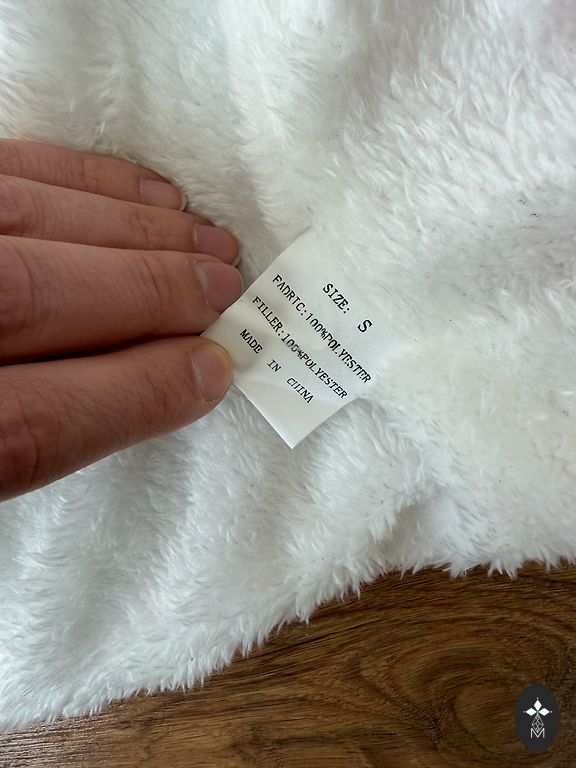 SIZE: S
FADRIC:100%POLYESTER
FILLER:100%POLYESTER
MADE IN CHINA